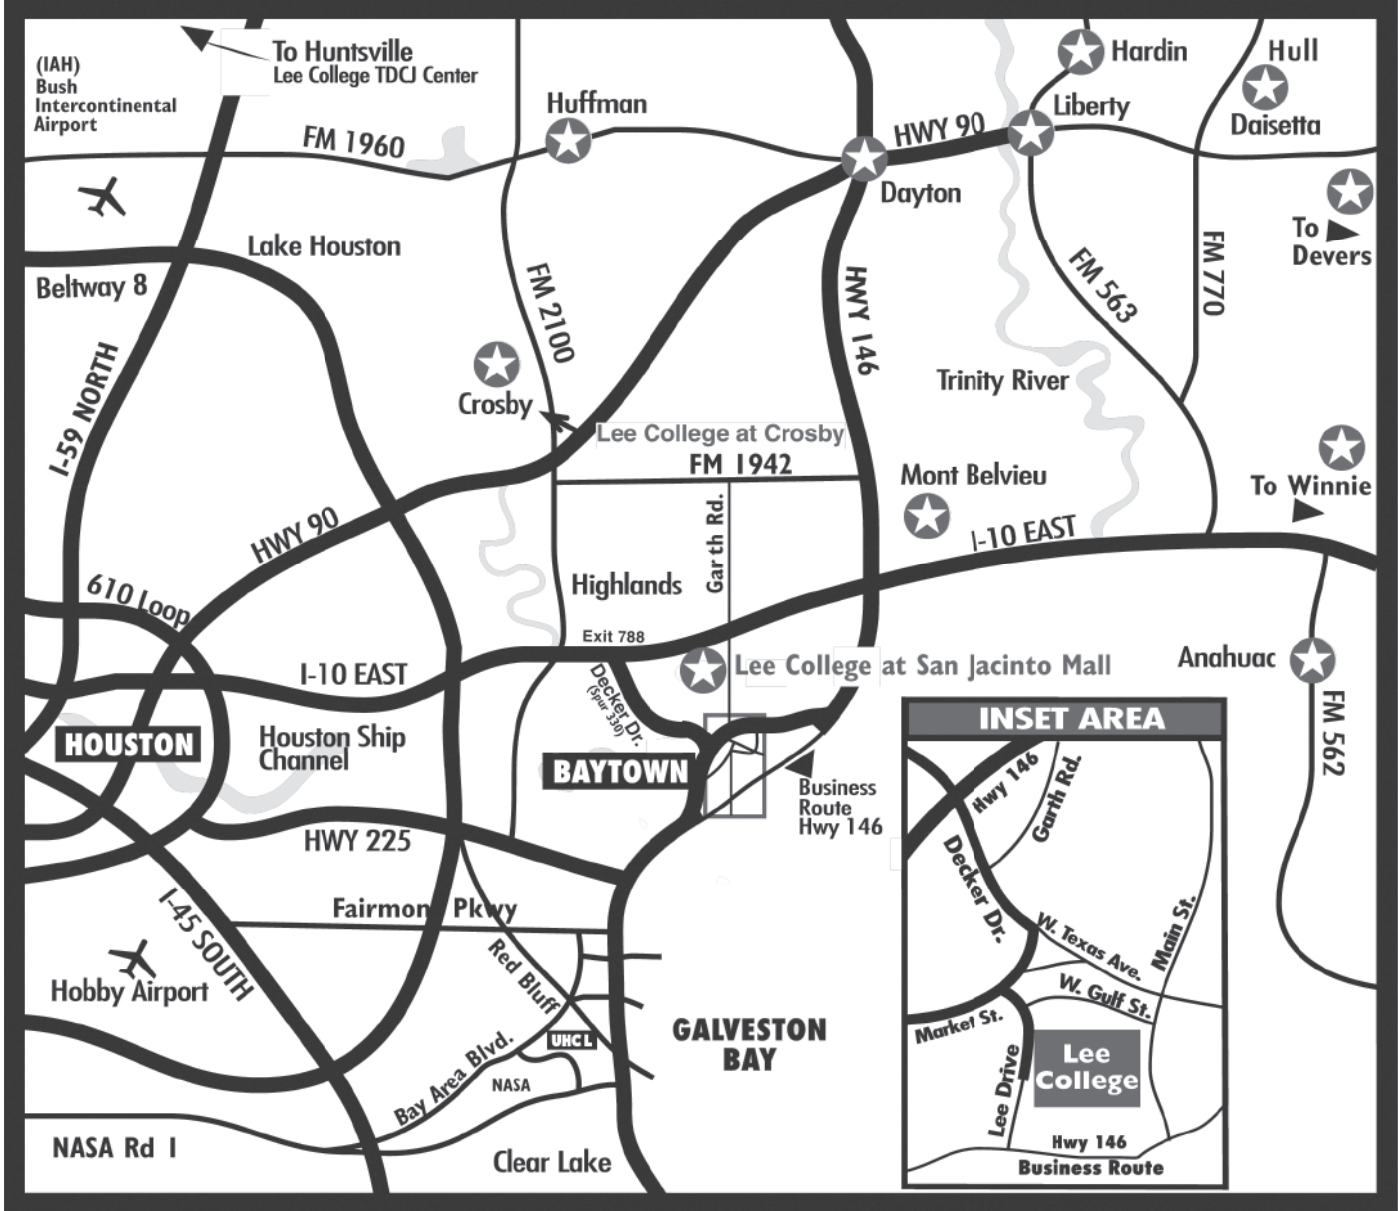 To Huntsville
Lee College TDCJ Center
(IAH)
Bush
Intercontinental
Airport
FM 1960
Huffman
HWY 90
Hardin
Liberty
Hull
Daisetta
Dayton
To
Devers
Lake Houston
Beltway 8
FM 2100
HWY 146
FM 563
FM 770
I-59 NORTH
Crosby
Trinity River
Lee College at Crosby
FM 1942
Mont Belvieu
To Winnie
Garth Rd.
HWY 90
I-10 EAST
610 Loop
Highlands
Exit 788
I-10 EAST
Decker Dr.
(Spur 330)
Lee College at San Jacinto Mall
Anahuac
FM 562
HOUSTON
Houston Ship
Channel
BAYTOWN
Business
Route
Hwy 146
HWY 225
I-45 SOUTH
Fairmon Pkwy
Red Bluff
Hobby Airport
UHCL
Bay Area Blvd.
NASA
GALVESTON
BAY
NASA Rd 1
Clear Lake
INSET AREA
Hwy 146
Garth Rd.
Decker Dr.
Main St.
W. Texas Ave.
W. Gulf St.
Market St.
Lee Drive
Lee
College
Hwy 146
Business Route